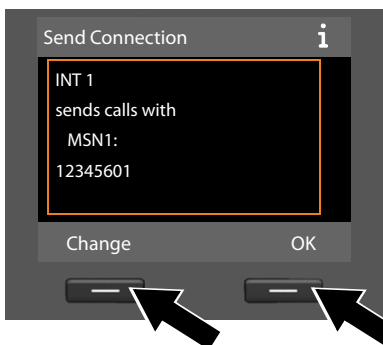 Send Connection i
INT 1
sends calls with
MSN1:
12345601
Change OK